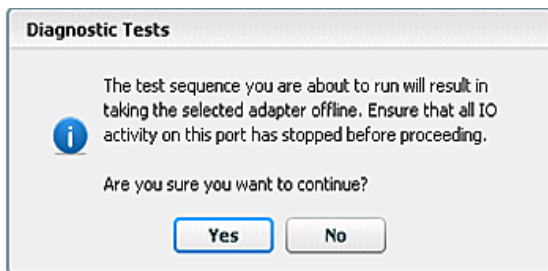 Diagnostic Tests
The test sequence you are about to run will result in
taking the selected adapter offline. Ensure that all IO
activity on this port has stopped before proceeding.
Are you sure you want to continue?
Yes No